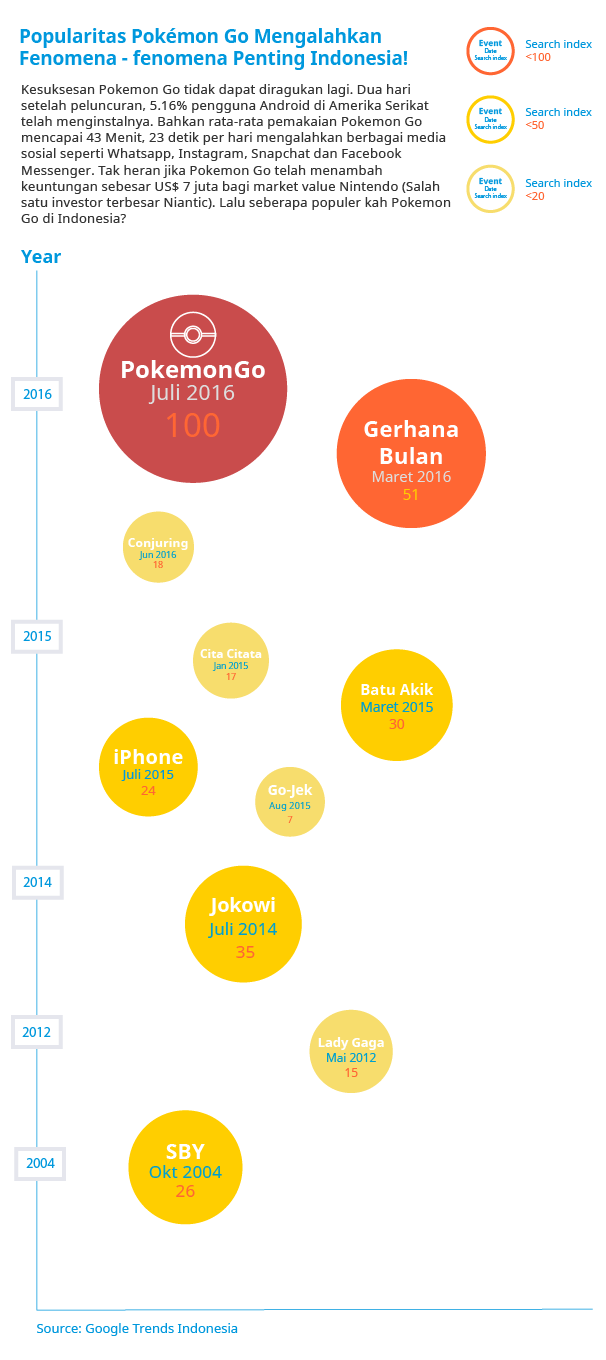 Popularitas Pokémon Go Mengalahkan
Fenomena - fenomena Penting Indonesia!
Kesuksesan Pokemon Go tidak dapat diragukan lagi. Dua hari
setelah peluncuran, 5.16% pengguna Android di Amerika Serikat
telah menginstalnya. Bahkan rata-rata pemakaian Pokemon Go
mencapai 43 Menit, 23 detik per hari mengalahkan berbagai media
sosial seperti Whatsapp, Instagram, Snapchat dan Facebook
Messenger. Tak heran jika Pokemon Go telah menambah
keuntungan sebesar US$ 7 juta bagi market value Nintendo (Salah
satu investor terbesar Niantic). Lalu seberapa populer kah Pokemon
Go di Indonesia?
Event
Date
Search index
Search index
<100
Event
Date
Search index
Search index
<50
Event
Date
Search index
Search index
<20
Year
2016
PokemonGo
Juli 2016
100
Gerhana
Bulan
Maret 2016
51
Conjuring
Jun 2016
18
2015
Cita Citata
Jan 2015
17
Batu Akik
Maret 2015
30
iPhone
Juli 2015
24
Go-Jek
Aug 2015
7
2014
Jokowi
Juli 2014
35
2012
Lady Gaga
Mai 2012
15
2004
SBY
Okt 2004
26
Source: Google Trends Indonesia